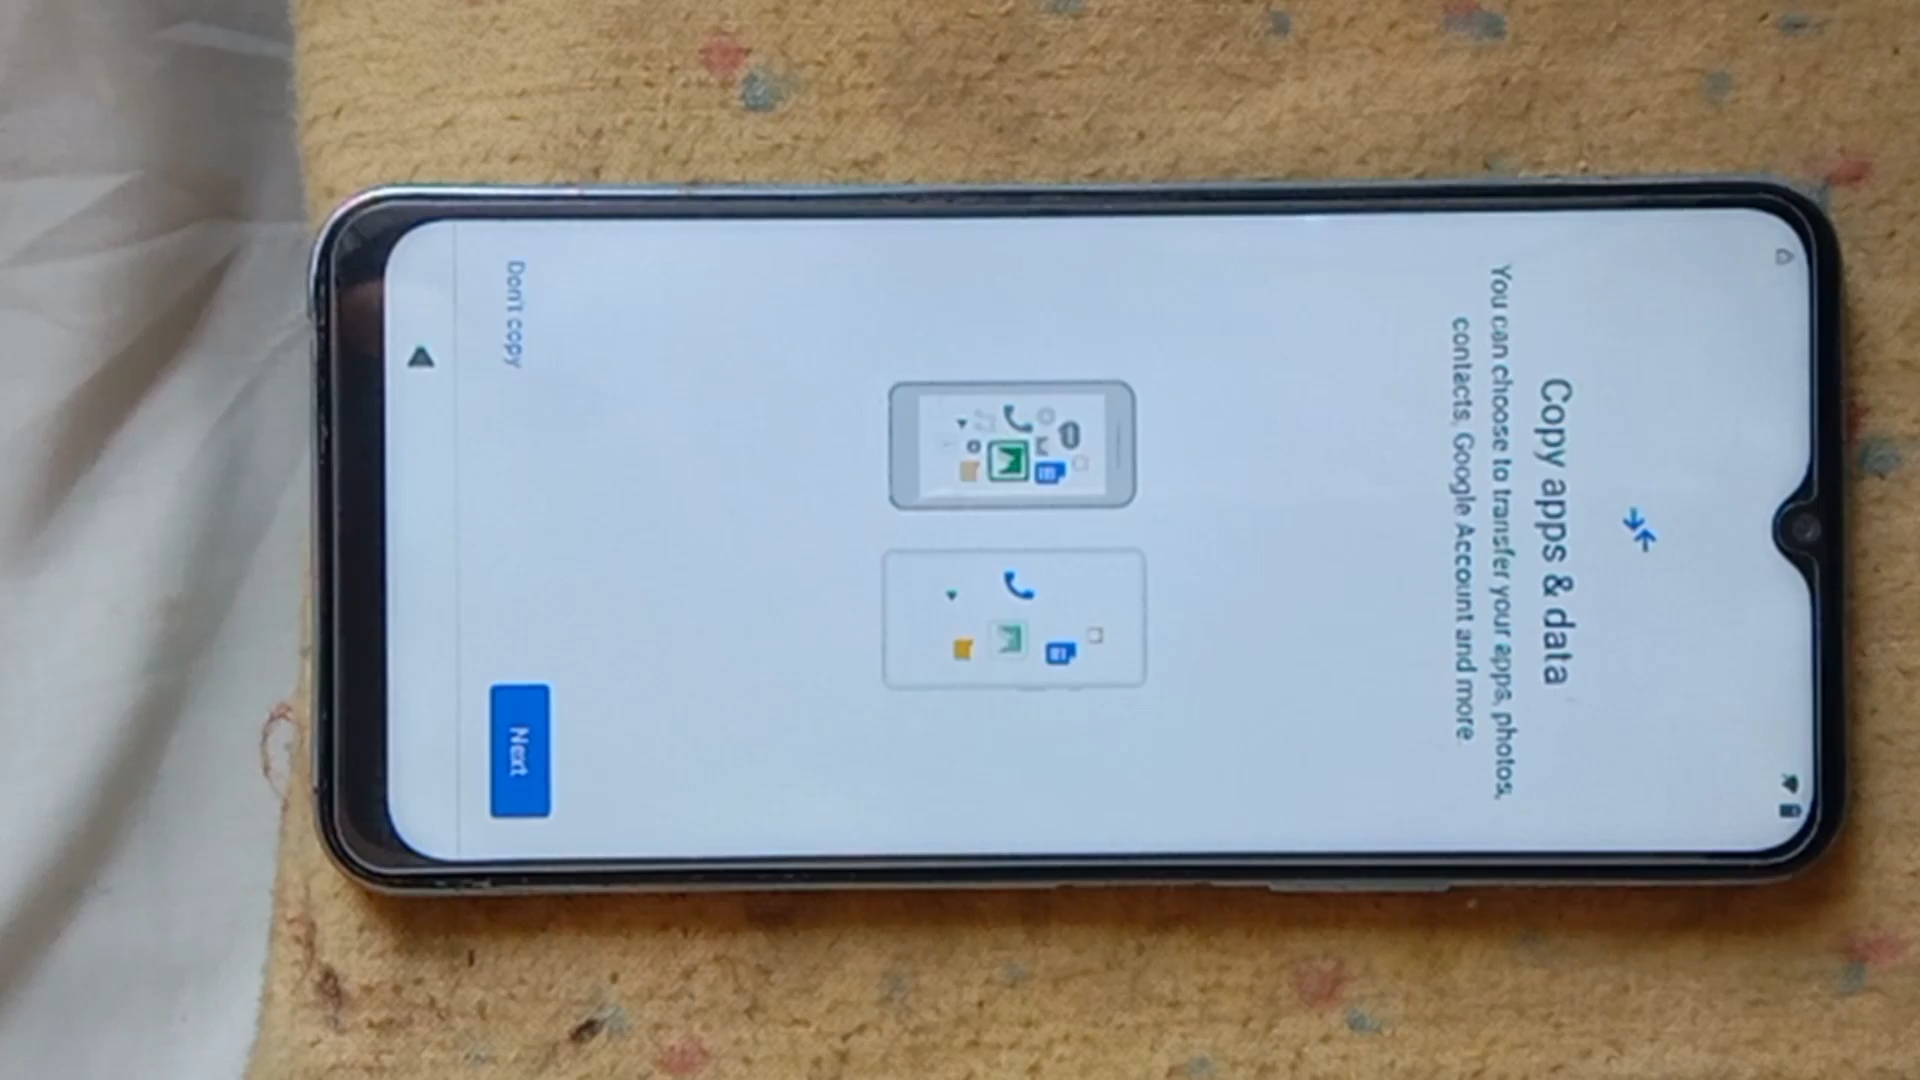 Copy apps & data
You can choose to transfer your apps, photos,
contacts, Google Account and more.
Don't copy
Next